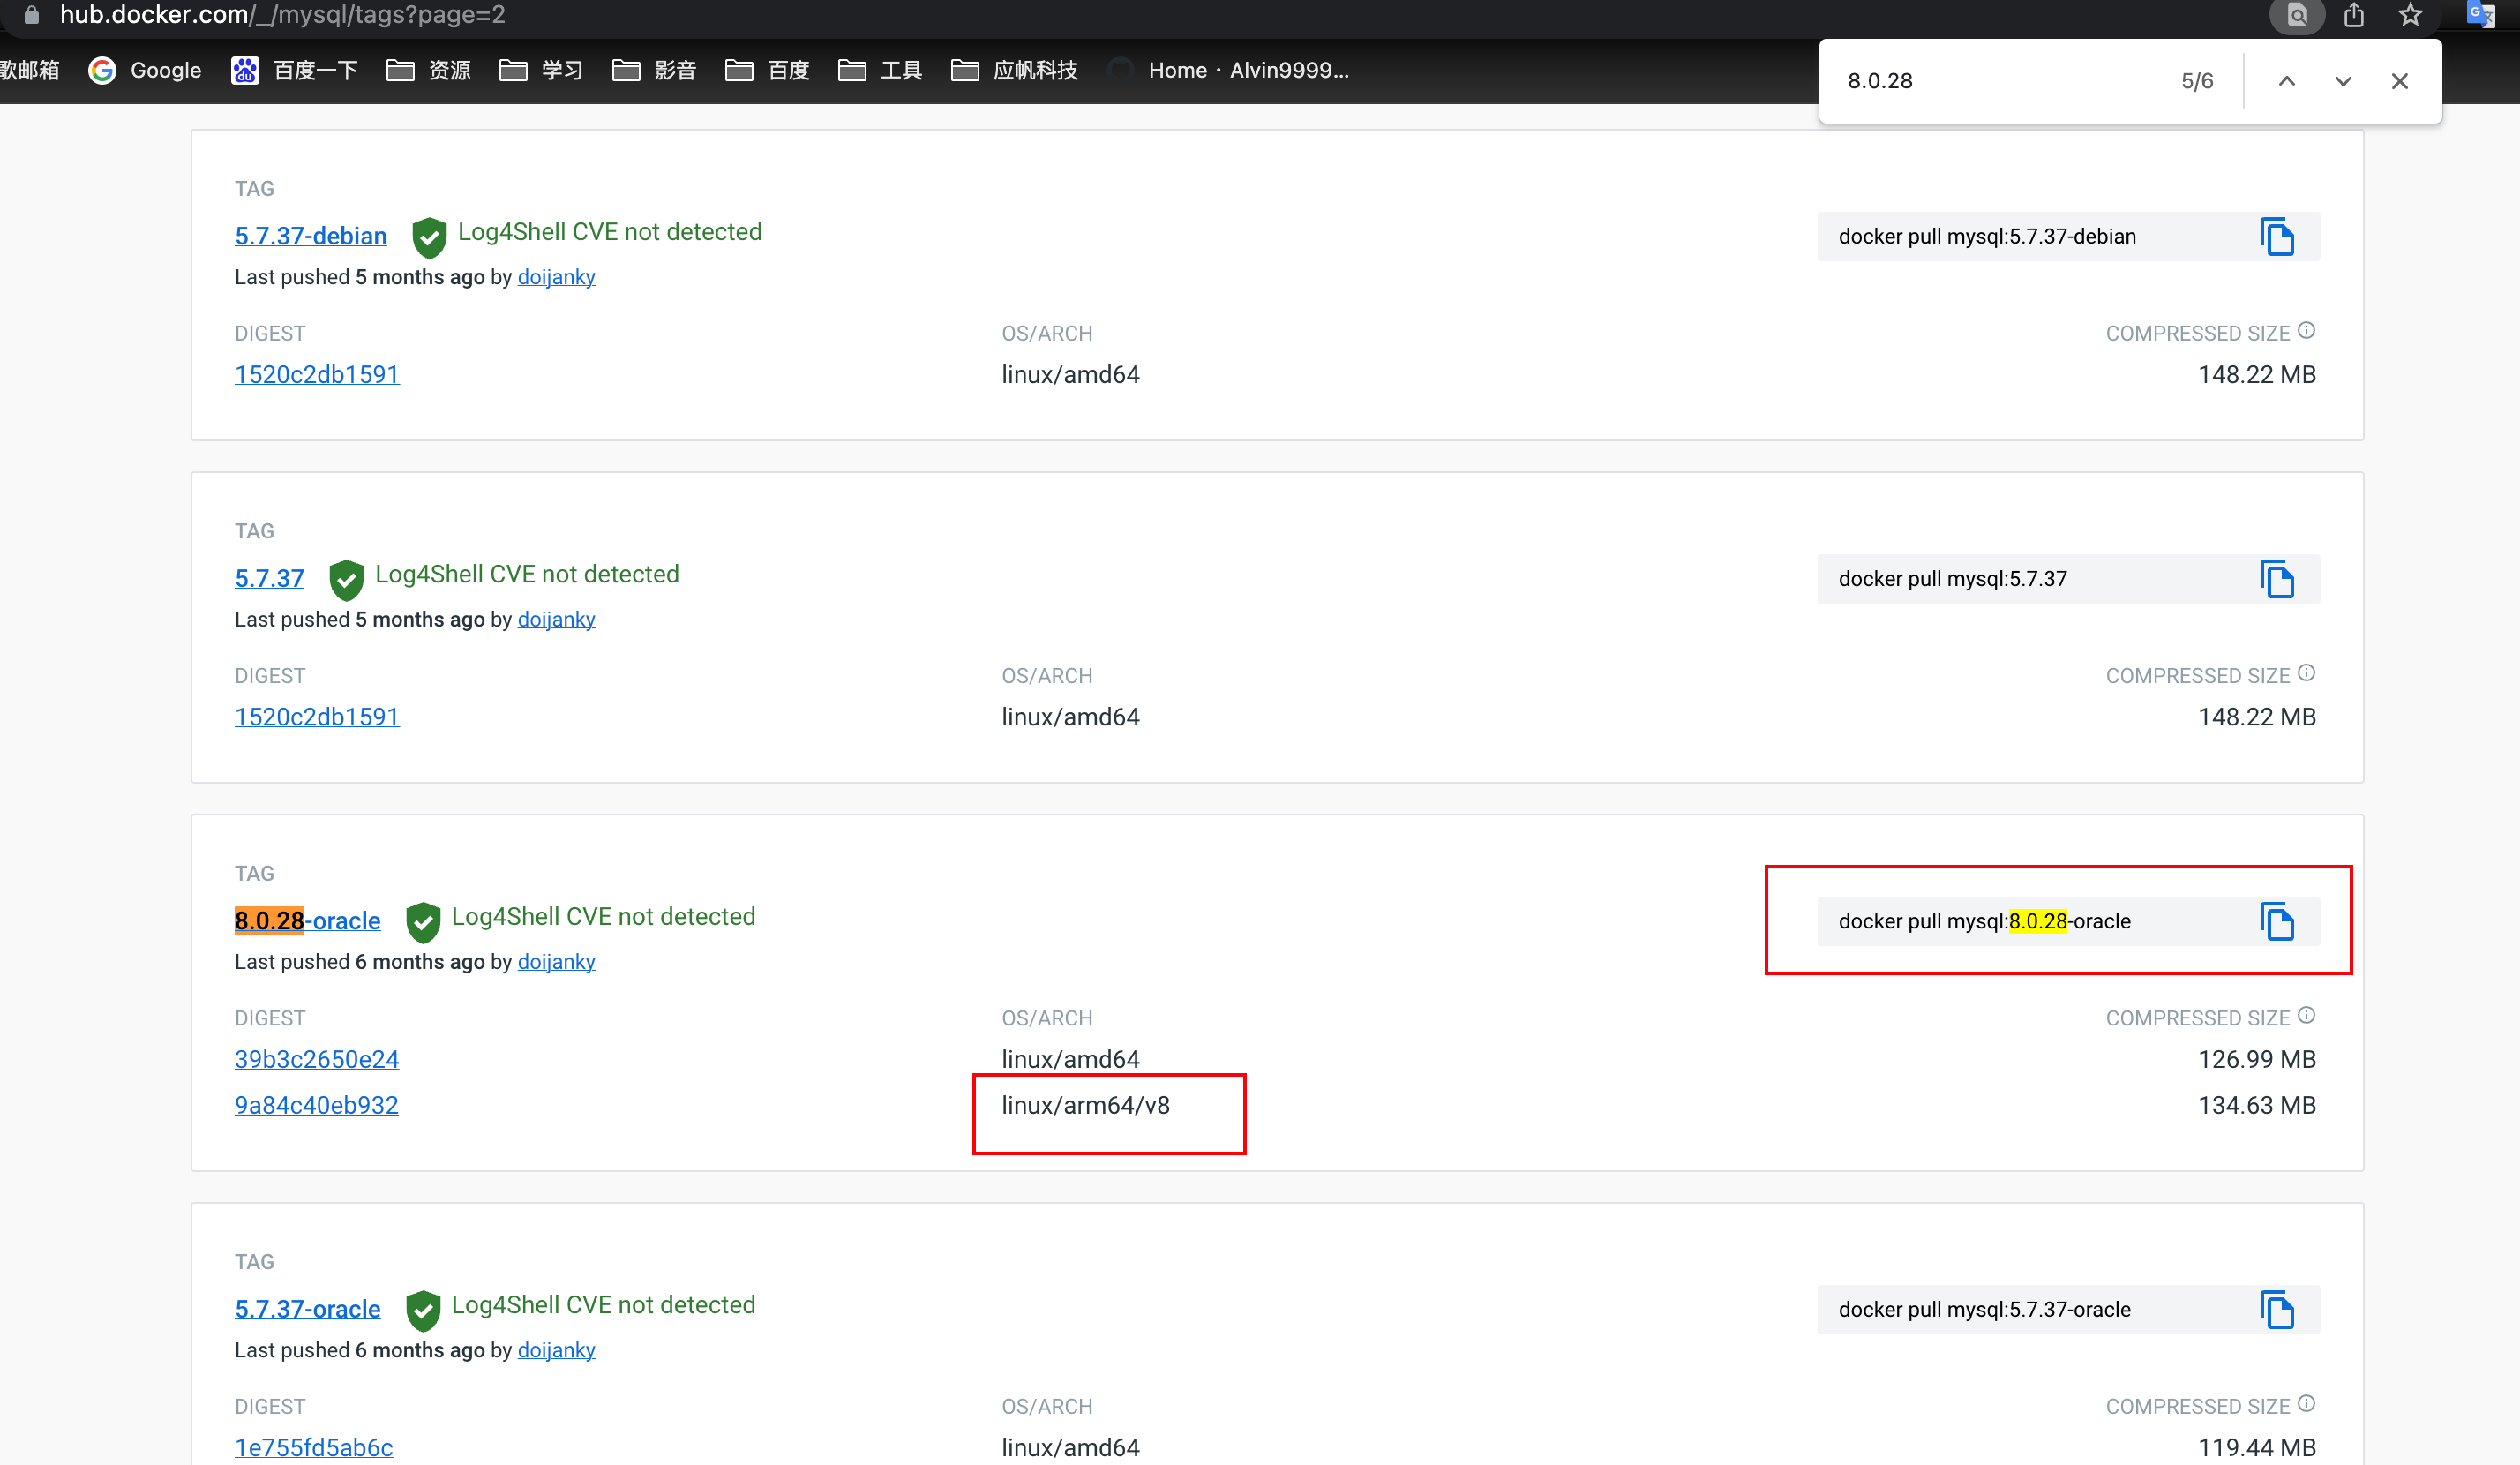 hub.docker.com/_/mysql/tags?page=2
歌邮箱 Google 百度一下 资源 学习 影音 百度 工具 应帆科技 Home · Alvin9999...
8.0.28 5/6
TAG
5.7.37-debian Log4Shell CVE not detected
docker pull mysql:5.7.37-debian
Last pushed 5 months ago by doijanky
DIGEST OS/ARCH COMPRESSED SIZE
1520c2db1591 linux/amd64 148.22 MB
TAG
5.7.37 Log4Shell CVE not detected
docker pull mysql:5.7.37
Last pushed 5 months ago by doijanky
DIGEST OS/ARCH COMPRESSED SIZE
1520c2db1591 linux/amd64 148.22 MB
TAG
8.0.28-oracle Log4Shell CVE not detected
docker pull mysql:8.0.28-oracle
Last pushed 6 months ago by doijanky
DIGEST OS/ARCH COMPRESSED SIZE
39b3c2650e24 linux/amd64 126.99 MB
9a84c40eb932 linux/arm64/v8 134.63 MB
TAG
5.7.37-oracle Log4Shell CVE not detected
docker pull mysql:5.7.37-oracle
Last pushed 6 months ago by doijanky
DIGEST OS/ARCH COMPRESSED SIZE
1e755fd5ab6c linux/amd64 119.44 MB